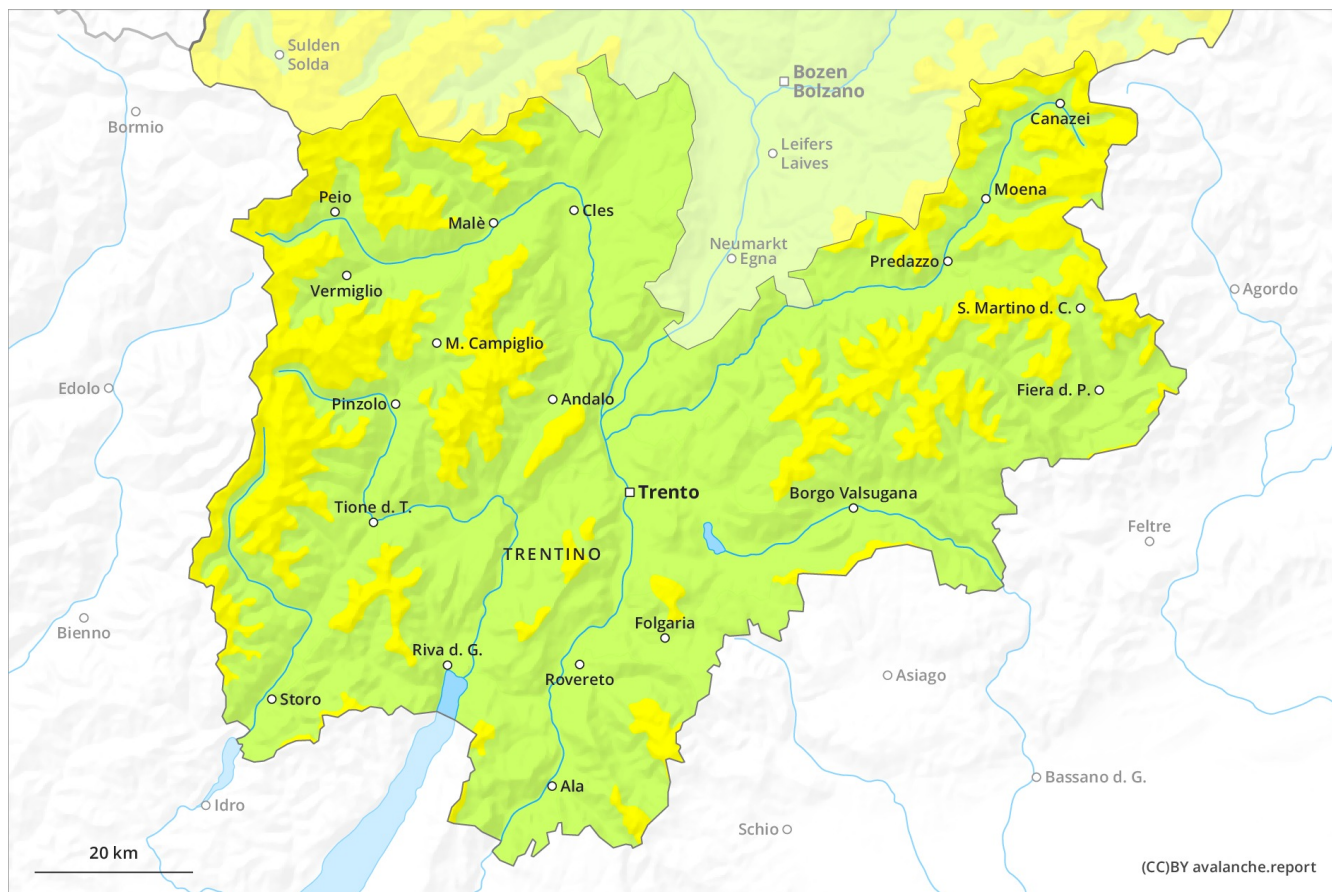 Sulden
Solda
Bozen
Bolzano
Bormio
Canazei
Leifers
Laives
Peio
Moena
Malè
Cles
Neumarkt
Egna
Predazzo
Vermiglio
Agordo
S. Martino d. C.
M. Campiglio
Edolo
Fiera d. P.
Pinzolo
Andalo
Trento
Borgo Valsugana
Tione d. T.
Feltre
TRENTINO
Bienno
Folgaria
Riva d. G.
Rovereto
Asiago
Storo
Bassano d. G.
Ala
Idro
Schio
20 km
(CC)BY avalanche.report